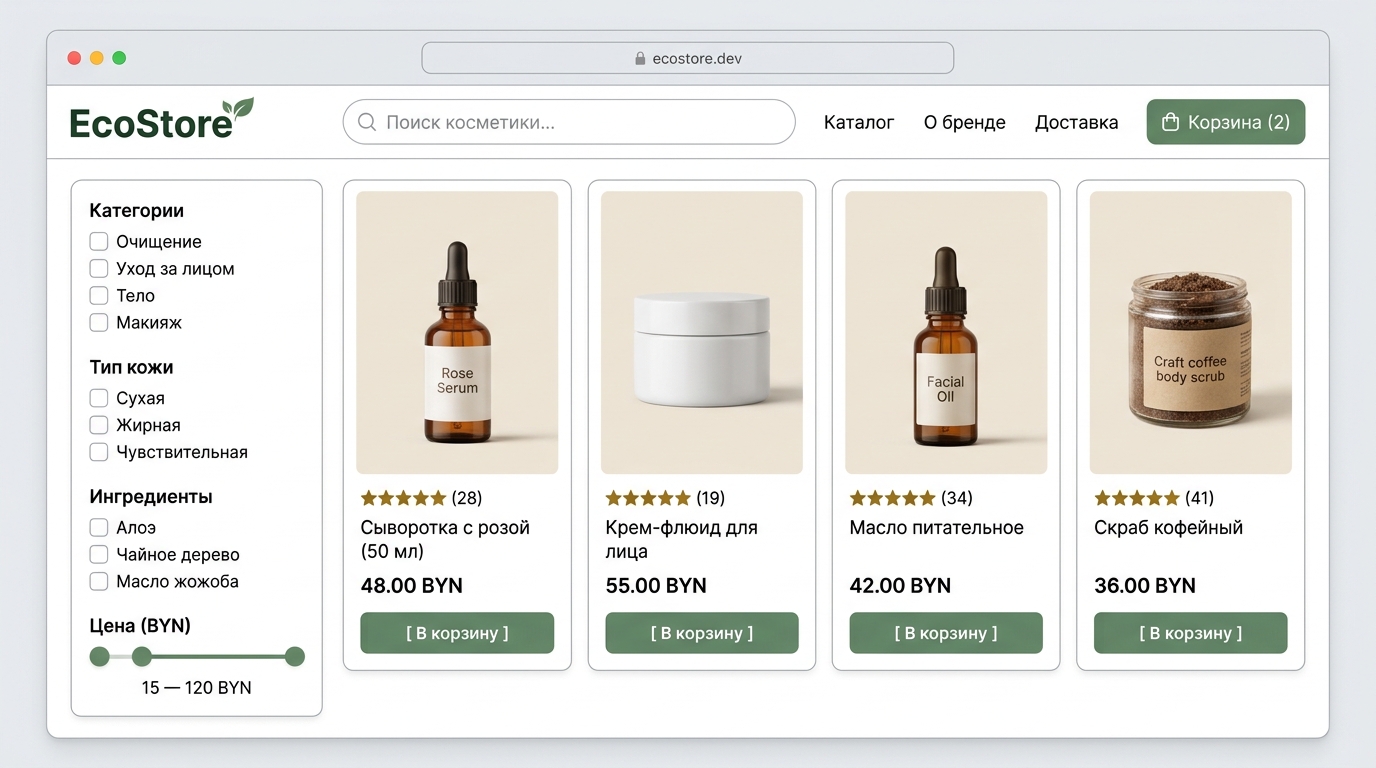 ecostore.dev
EcoStore
Поиск косметики...
Каталог
О бренде
Доставка
Корзина (2)
Категории
Очищение
Уход за лицом
Тело
Макияж
Тип кожи
Сухая
Жирная
Чувствительная
Ингредиенты
Алоэ
Чайное дерево
Масло жожоба
Цена (BYN)
15 — 120 BYN
Rose
Serum
(28)
Сыворотка с розой
(50 мл)
48.00 BYN
[ В корзину ]
(19)
Крем-флюид для
лица
55.00 BYN
[ В корзину ]
Facial
Oll
(34)
Масло питательное
42.00 BYN
[ В корзину ]
Craft coffee
body scrub
(41)
Скраб кофейный
36.00 BYN
[ В корзину ]